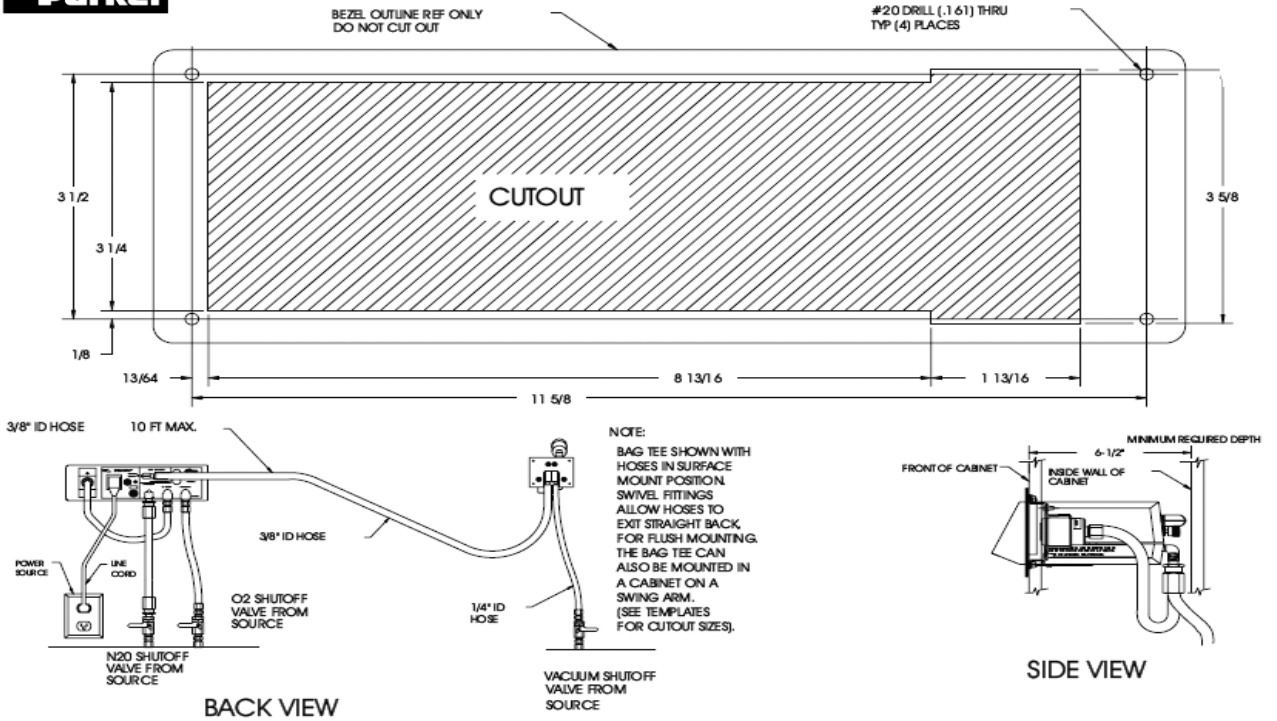 Parker
BEZEL OUTLINE REF ONLY
DO NOT CUT OUT
#20 DRILL (.161) THRU
TYP (4) PLACES
3 1/2
3 1/4
CUTOUT
3 5/8
1/8
13/64
8 13/16
1 13/16
11 5/8
3/8" ID HOSE
10 FT MAX.
3/8" ID HOSE
POWER
SOURCE
LINE
CORD
O2 SHUTOFF
VALVE FROM
SOURCE
N20 SHUTOFF
VALVE FROM
SOURCE
1/4" ID
HOSE
VACUUM SHUTOFF
VALVE FROM
SOURCE
BACK VIEW
NOTE:
BAG TEE SHOWN WITH
HOSES IN SURFACE
MOUNT POSITION.
SWIVEL FITTINGS
ALLOW HOSES TO
EXIT STRAIGHT BACK,
FOR FLUSH MOUNTING.
THE BAG TEE CAN
ALSO BE MOUNTED IN
A CABINET ON A
SWING ARM.
(SEE TEMPLATES
FOR CUTOUT SIZES).
MINIMUM REQUIRED DEPTH
6-1/2"
FRONT OF CABINET
INSIDE WALL OF
CABINET
SIDE VIEW